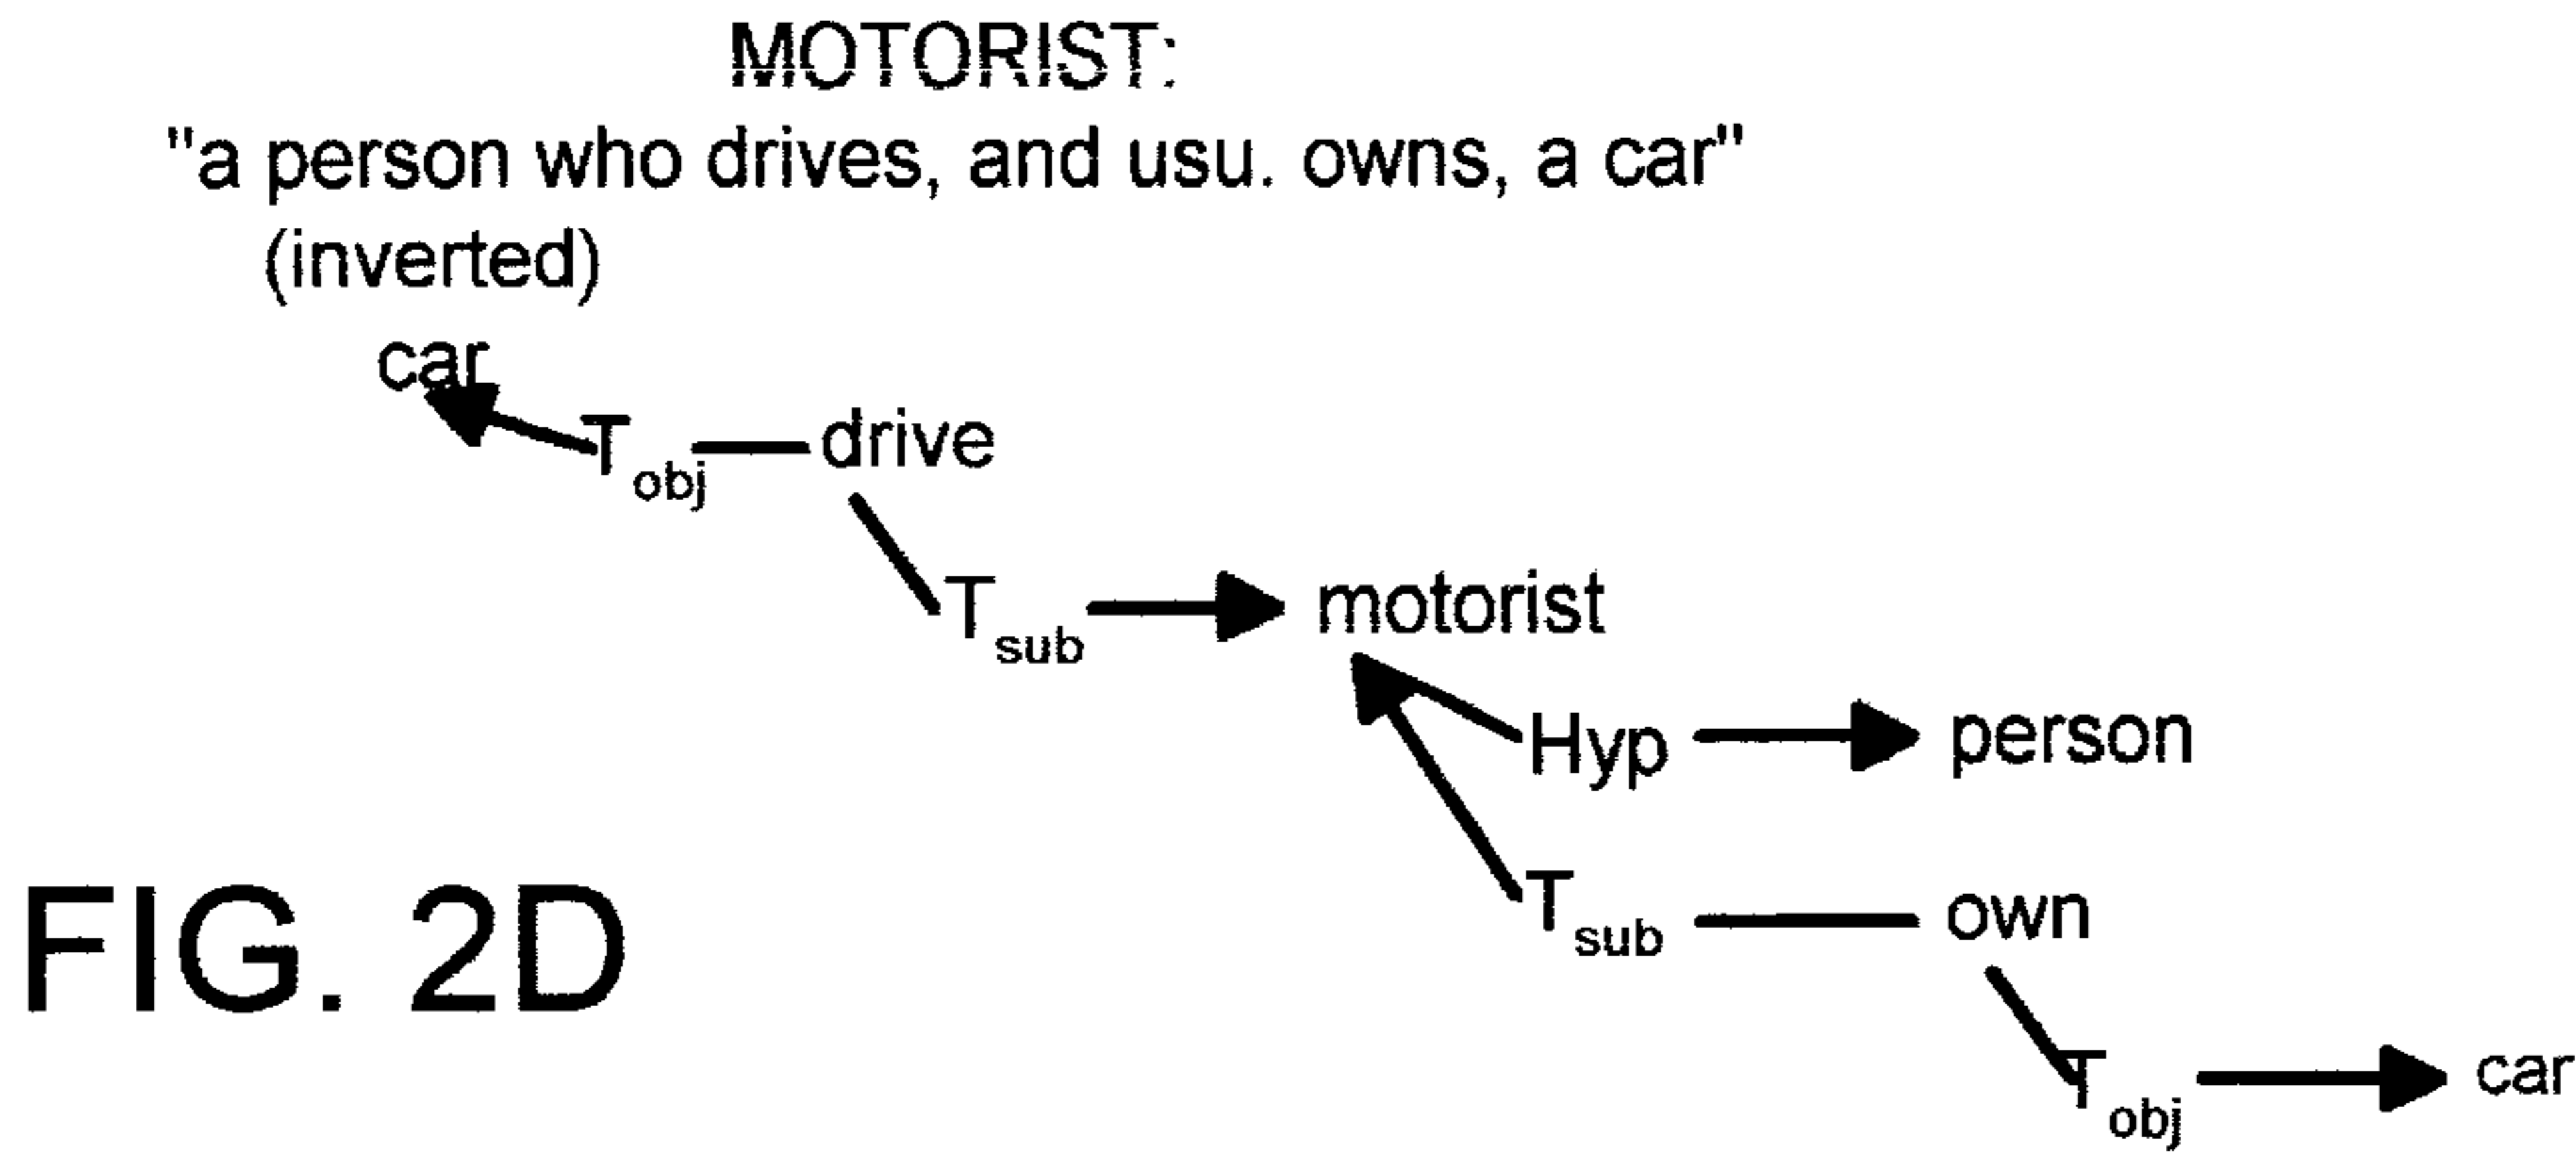 MOTORIST:
"a person who drives, and usu. owns, a car"
(inverted)
car
Tobj drive
Tsub motorist
Hyp person
Tsub own
Tobj car
FIG. 2D